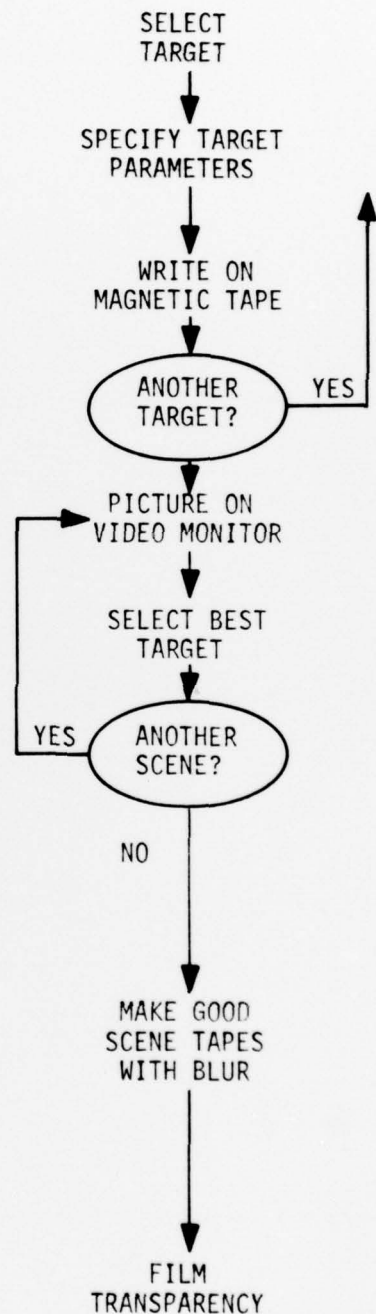 SELECT
TARGET
SPECIFY TARGET
PARAMETERS
WRITE ON
MAGNETIC TAPE
ANOTHER
TARGET?
YES
PICTURE ON
VIDEO MONITOR
SELECT BEST
TARGET
YES
ANOTHER
SCENE?
NO
MAKE GOOD
SCENE TAPES
WITH BLUR
FILM
TRANSPARENCY